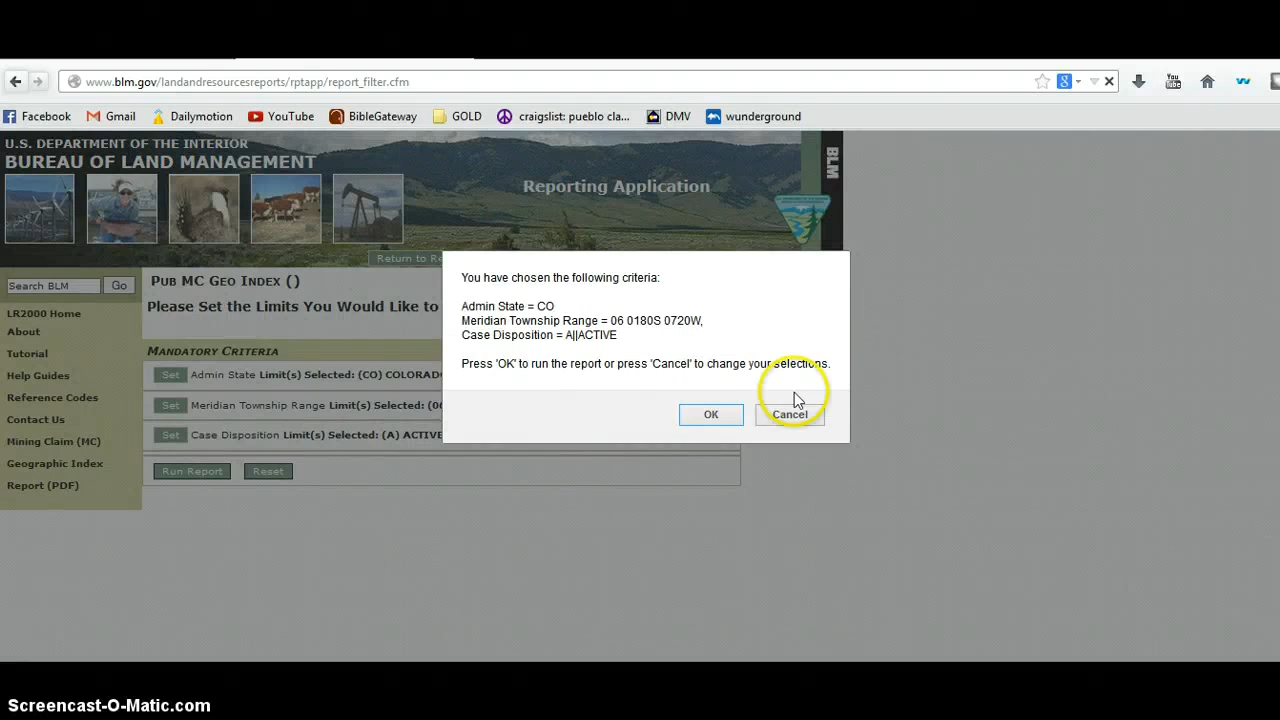 www.blm.gov/landandresourcesreports/rptapp/report_filter.cfm
Facebook Gmail Dailymotion YouTube BibleGateway GOLD craigslist: pueblo cla... DMV wunderground
U.S. DEPARTMENT OF THE INTERIOR
BUREAU OF LAND MANAGEMENT
Reporting Application
BLM
Return to Re
Search BLM Go
LR2000 Home
About
Tutorial
Help Guides
Reference Codes
Contact Us
Mining Claim (MC)
Geographic Index
Report (PDF)
PUB MC GEO INDEX ()
Please Set the Limits You Would Like to
MANDATORY CRITERIA
Set Admin State Limit(s) Selected: (CO) COLORAD
Set Meridian Township Range Limit(s) Selected: (06
Set Case Disposition Limit(s) Selected: (A) ACTIVE
Run Report Reset
You have chosen the following criteria:
Admin State = CO
Meridian Township Range = 06 0180S 0720W,
Case Disposition = A||ACTIVE
Press 'OK' to run the report or press 'Cancel' to change your selections.
OK Cancel
Screencast-O-Matic.com